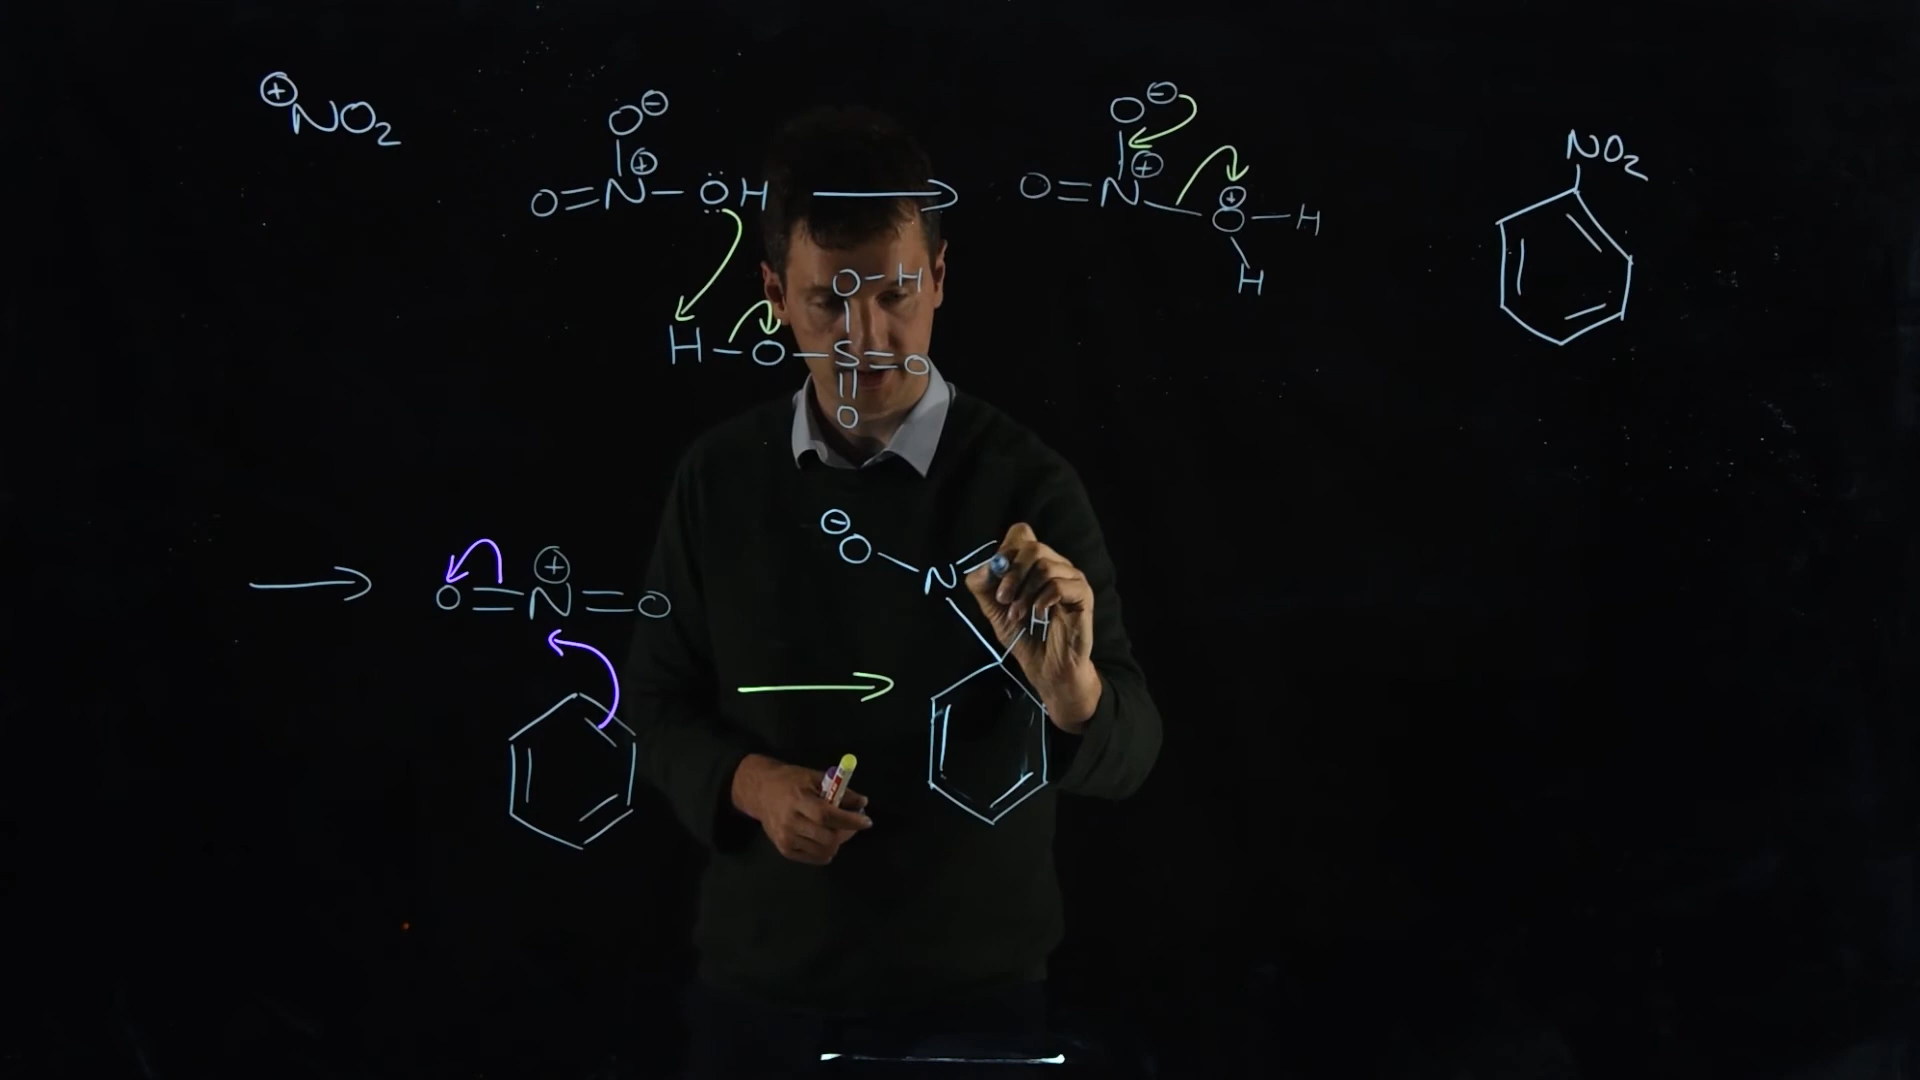 ⊕NO₂
O⊖
N⊕
O=N–ÖH
O–H
H–O–S=O
O
O⊖
O=N⊕–O⊕–H
H
NO₂
O=N⊕=O
⊖O–N=
H